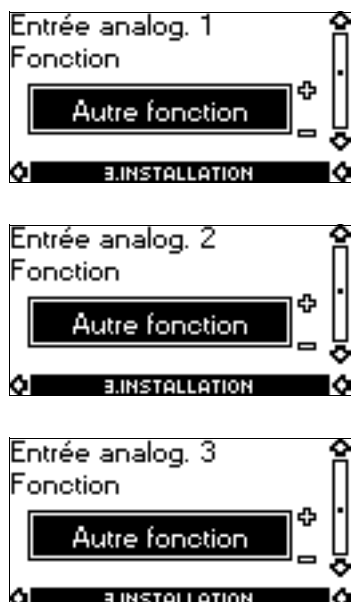 Entrée analog. 1
Fonction
Autre fonction
3.INSTALLATION
Entrée analog. 2
Fonction
Autre fonction
3.INSTALLATION
Entrée analog. 3
Fonction
Autre fonction
3.INSTALLATION